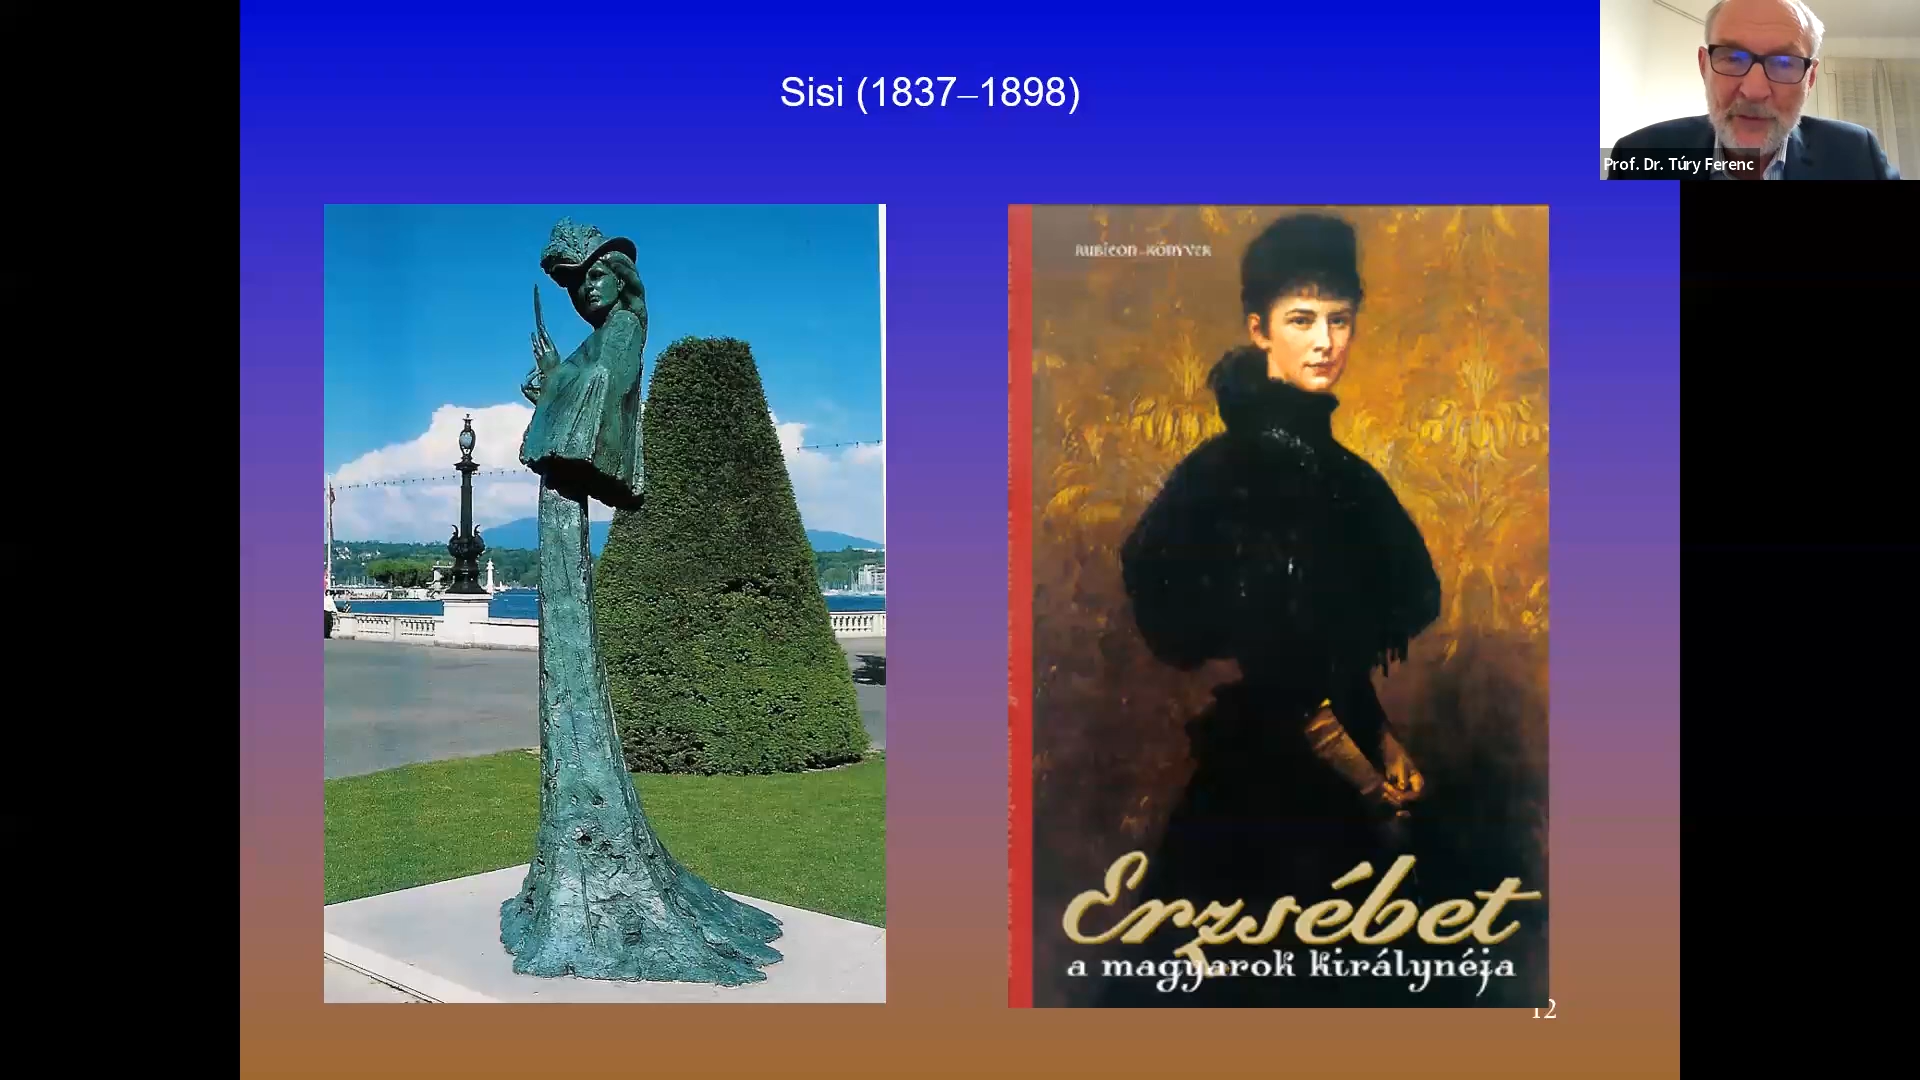 Sisi (1837–1898)
Prof. Dr. Túry Ferenc
Rubicon-Könyvek
Erzsébet
a magyarok királynéja
12